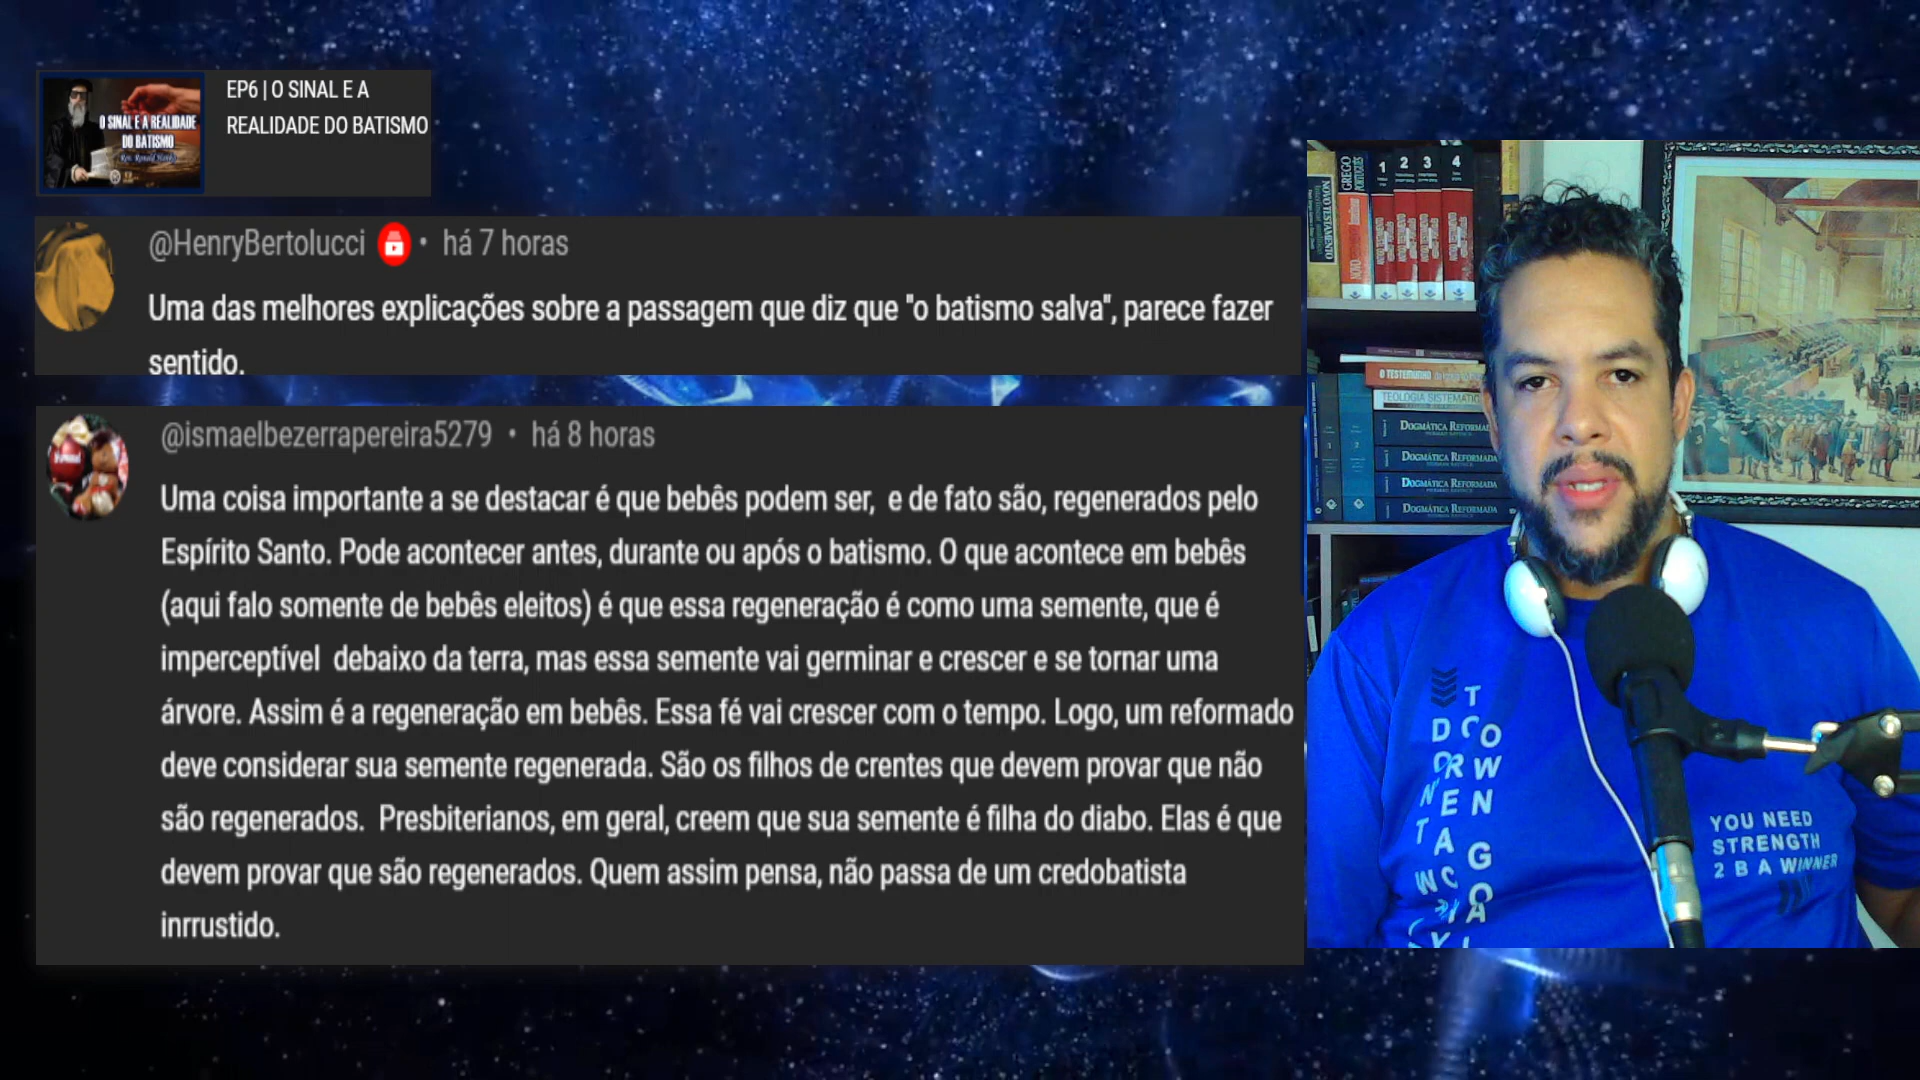 EP6 | O SINAL E A
REALIDADE DO BATISMO
O SINAL E A REALIDADE
DO BATISMO
@HenryBertolucci • há 7 horas
Uma das melhores explicações sobre a passagem que diz que "o batismo salva", parece fazer
sentido.
@ismaelbezerrapereira5279 • há 8 horas
Uma coisa importante a se destacar é que bebês podem ser, e de fato são, regenerados pelo
Espírito Santo. Pode acontecer antes, durante ou após o batismo. O que acontece em bebês
(aqui falo somente de bebês eleitos) é que essa regeneração é como uma semente, que é
imperceptível debaixo da terra, mas essa semente vai germinar e crescer e se tornar uma
árvore. Assim é a regeneração em bebês. Essa fé vai crescer com o tempo. Logo, um reformado
deve considerar sua semente regenerada. São os filhos de crentes que devem provar que não
são regenerados. Presbiterianos, em geral, creem que sua semente é filha do diabo. Elas é que
devem provar que são regenerados. Quem assim pensa, não passa de um credobatista
inrrustido.
NOVO TESTAMENTO
GREGO
PORTUGUÊS
NOVO
1
2
3
4
O TESTEMUNHO
TEOLOGIA SISTEMÁTIC
DOGMÁTICA REFORMA
DOGMÁTICA REFORMADA
DOGMÁTICA REFORMADA
DOGMÁTICA REFORMADA
YOU NEED
STRENGTH
2 B A WINNER